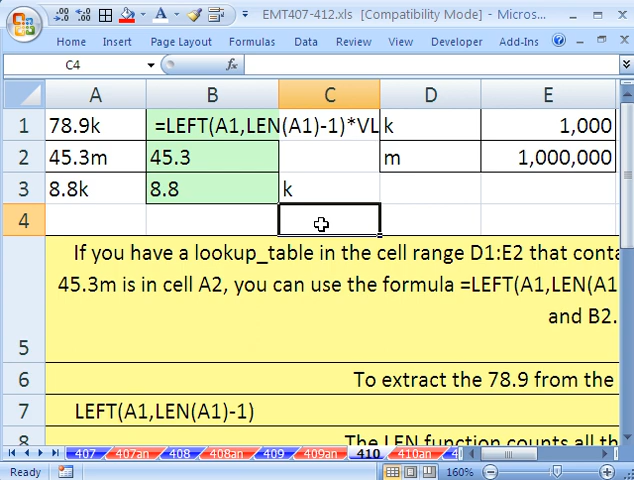 EMT407-412.xls [Compatibility Mode] - Micros...
Home Insert Page Layout Formulas Data Review View Developer Add-Ins
C4 fx
A B C D E
1 78.9k =LEFT(A1,LEN(A1)-1)*VL k 1,000
2 45.3m 45.3 m 1,000,000
3 8.8k 8.8 k
4
If you have a lookup_table in the cell range D1:E2 that
45.3m is in cell A2, you can use the formula =LEFT(A1,LEN(A1
and B2.
5
6 To extract the 78.9 from the
7 LEFT(A1,LEN(A1)-1)
8 The LEN function counts all
407 407an 408 408an 409 409an 410 410an
Ready 160%